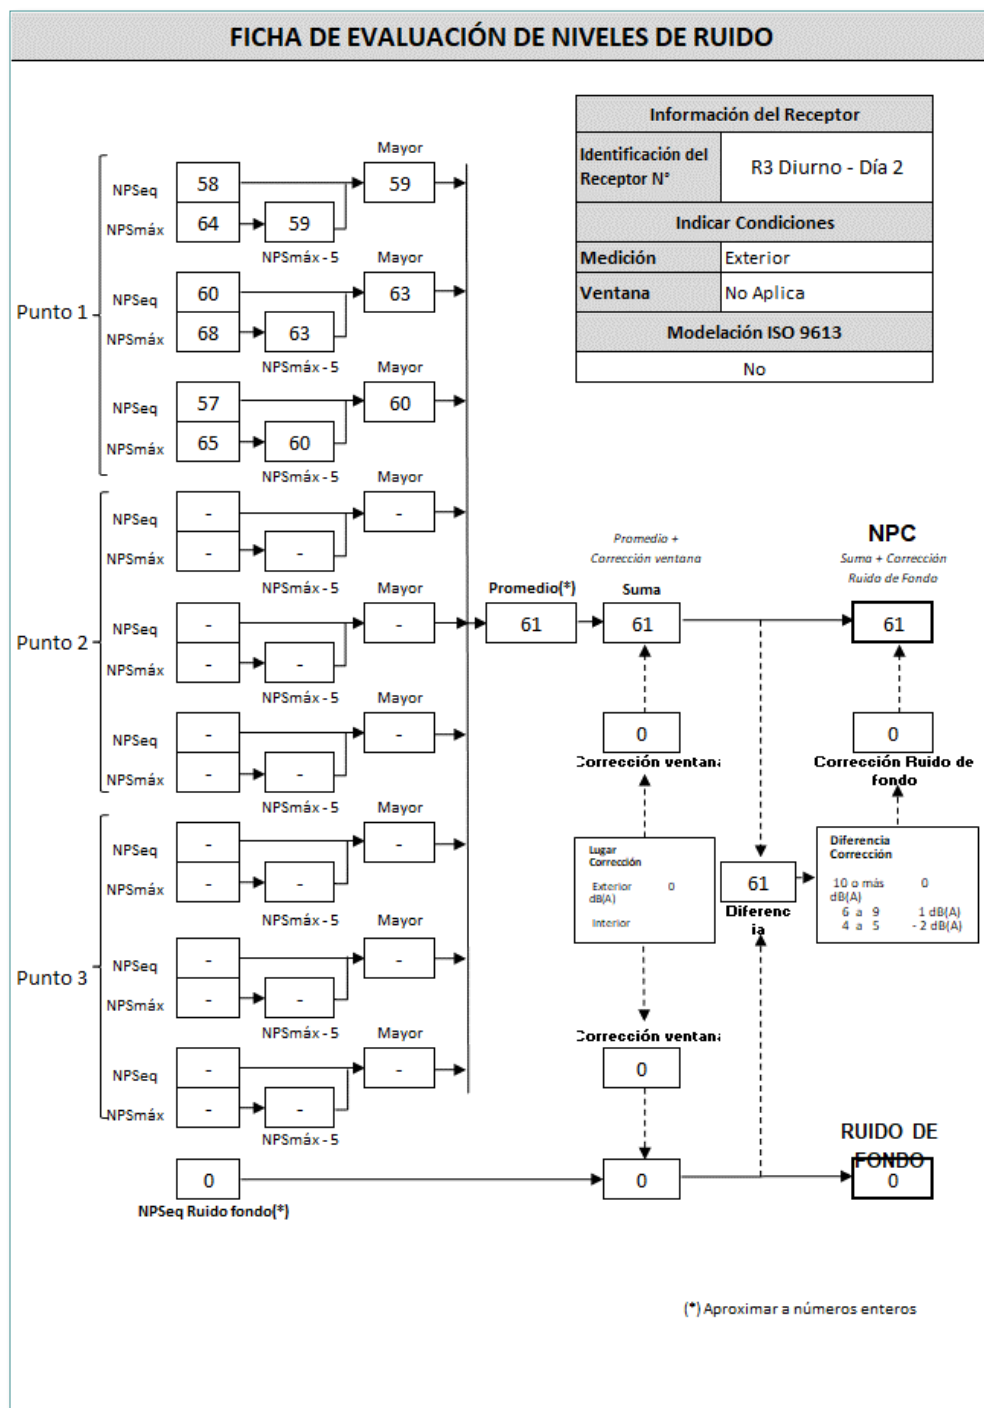 FICHA DE EVALUACIÓN DE NIVELES DE RUIDO
Información del Receptor
Identificación del Receptor N°
R3 Diurno - Día 2
Indicar Condiciones
Medición
Exterior
Ventana
No Aplica
Modelación ISO 9613
No
Punto 1
NPSeq
58
Mayor
59
NPSmáx
64
59
NPSmáx - 5
NPSeq
60
Mayor
63
NPSmáx
68
63
NPSmáx - 5
NPSeq
57
Mayor
60
NPSmáx
65
60
NPSmáx - 5
Punto 2
NPSeq
-
Mayor
-
NPSmáx
-
-
NPSmáx - 5
NPSeq
-
Mayor
-
NPSmáx
-
-
NPSmáx - 5
NPSeq
-
Mayor
-
NPSmáx
-
-
NPSmáx - 5
Punto 3
NPSeq
-
Mayor
-
NPSmáx
-
-
NPSmáx - 5
NPSeq
-
Mayor
-
NPSmáx
-
-
NPSmáx - 5
NPSeq
-
Mayor
-
NPSmáx
-
-
NPSmáx - 5
Promedio(*)
61
Promedio +
Corrección ventana
Suma
61
NPC
Suma + Corrección
Ruido de Fondo
61
0
Corrección ventana
0
Corrección Ruido de
fondo
Lugar
Corrección
Exterior 0
dB(A)
Interior
61
Diferenc
ia
Diferencia
Corrección
10 o más 0
dB(A)
6 a 9 1 dB(A)
4 a 5 - 2 dB(A)
Corrección ventana
0
0
NPSeq Ruido fondo(*)
0
RUIDO DE
FONDO
0
(*) Aproximar a números enteros